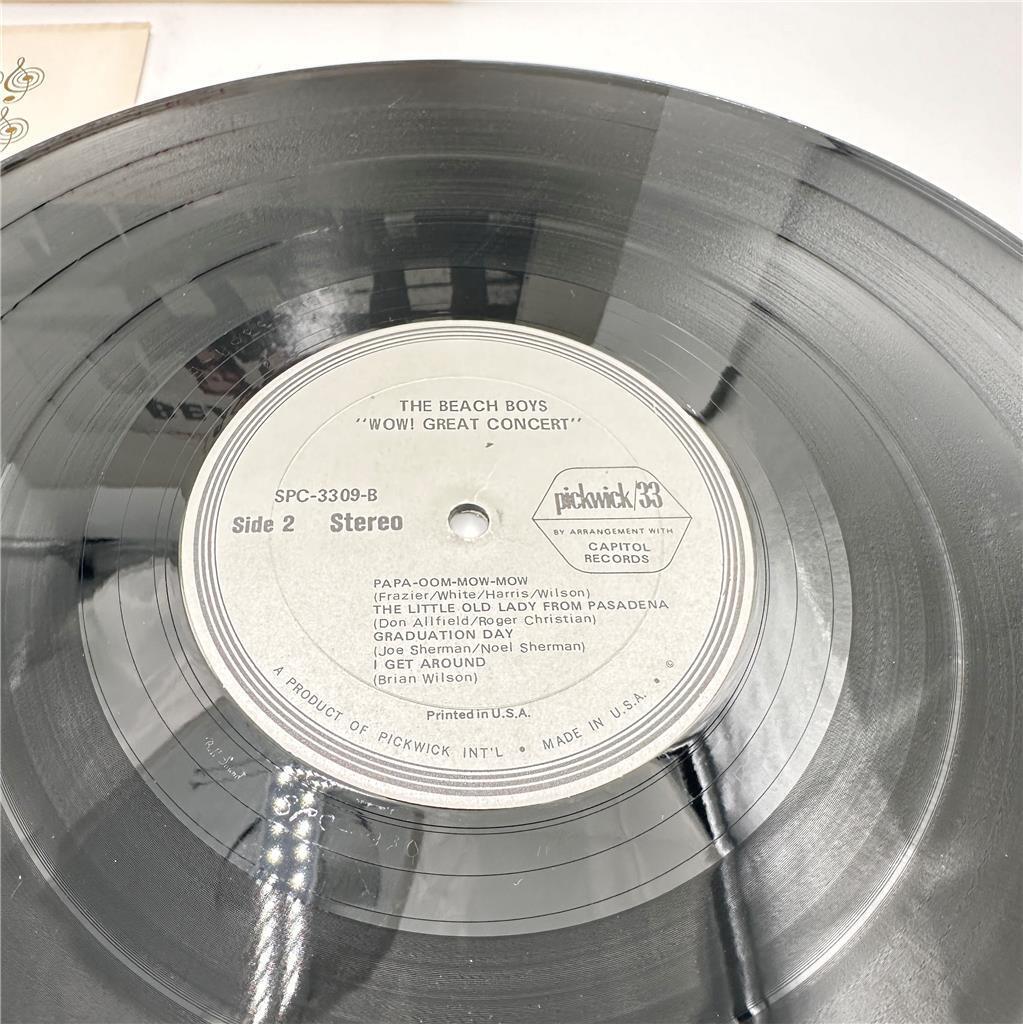 THE BEACH BOYS
"WOW! GREAT CONCERT"
SPC-3309-B
Side 2 Stereo
pickwick/33
BY ARRANGEMENT WITH
CAPITOL
RECORDS
PAPA-OOM-MOW-MOW
(Frazier/White/Harris/Wilson)
THE LITTLE OLD LADY FROM PASADENA
(Don Allfield/Roger Christian)
GRADUATION DAY
(Joe Sherman/Noel Sherman)
I GET AROUND
(Brian Wilson)
Printed in U.S.A.
A PRODUCT OF PICKWICK INT'L • MADE IN U.S.A. • ©